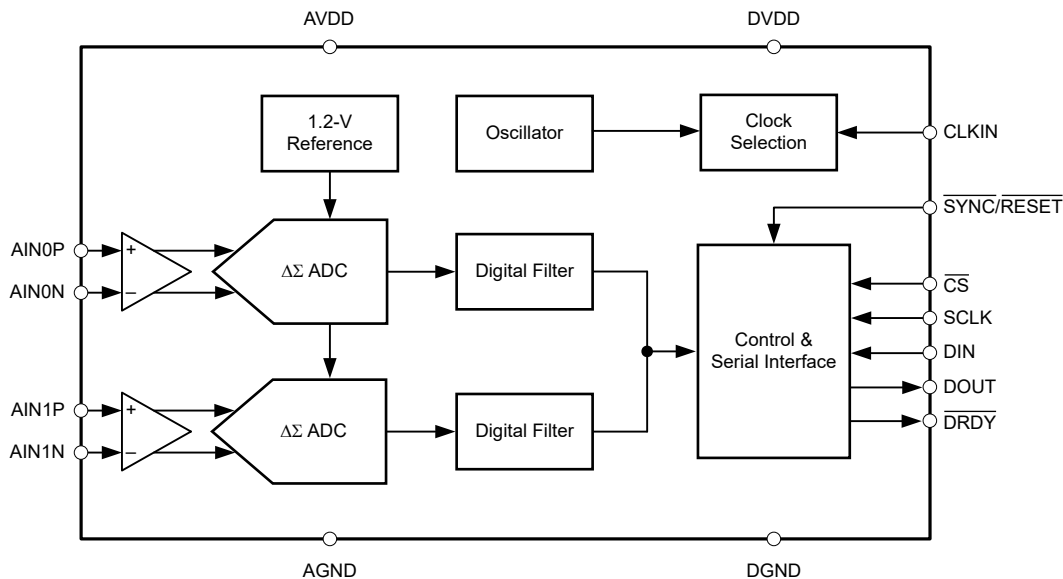 AVDD
DVDD
1.2-V
Reference
Oscillator
Clock
Selection
CLKIN
SYNC/RESET
AIN0P
+
ΔΣ ADC
Digital Filter
AIN0N
–
CS
SCLK
Control &
Serial Interface
DIN
DOUT
DRDY
AIN1P
+
ΔΣ ADC
Digital Filter
AIN1N
–
AGND
DGND